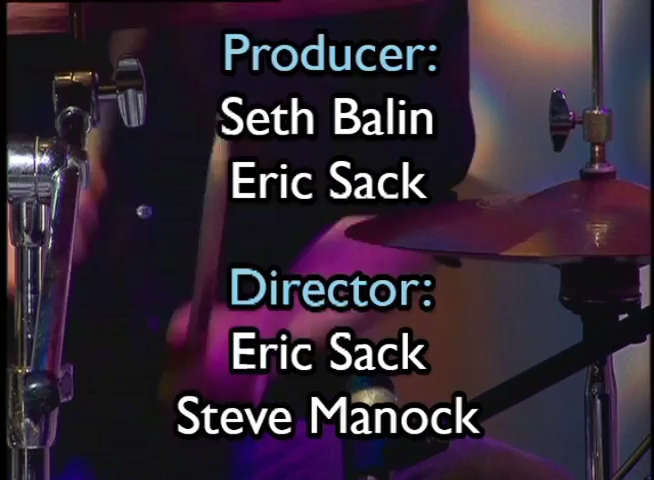 Producer:
Seth Balin
Eric Sack
Director:
Eric Sack
Steve Manock